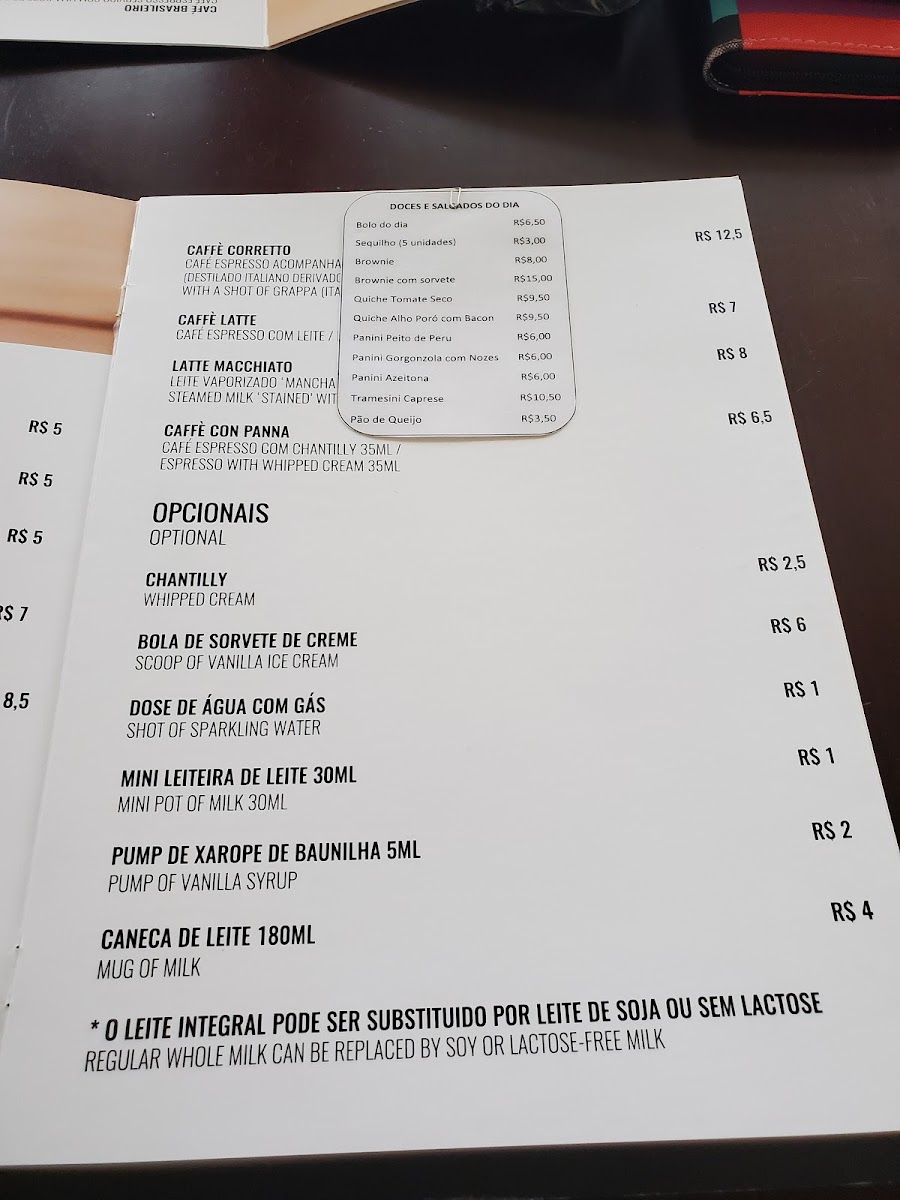 CAFÉ BRASILEIRO
R$ 5
R$ 5
R$ 5
R$ 7
8,5
DOCES E SALGADOS DO DIA
Bolo do dia R$6,50
Sequilho (5 unidades) R$3,00
Brownie R$8,00
Brownie com sorvete R$15,00
Quiche Tomate Seco R$9,50
Quiche Alho Poró com Bacon R$9,50
Panini Peito de Peru R$6,00
Panini Gorgonzola com Nozes R$6,00
Panini Azeitona R$6,00
Tramesini Caprese R$10,50
Pão de Queijo R$3,50
CAFFÈ CORRETTO R$ 12,5
CAFÉ ESPRESSO ACOMPANHA
(DESTILADO ITALIANO DERIVADO
WITH A SHOT OF GRAPPA (ITA
CAFFÈ LATTE R$ 7
CAFÉ ESPRESSO COM LEITE /
LATTE MACCHIATO R$ 8
LEITE VAPORIZADO 'MANCHA
STEAMED MILK 'STAINED' WIT
CAFFÈ CON PANNA R$ 6,5
CAFÉ ESPRESSO COM CHANTILLY 35ML /
ESPRESSO WITH WHIPPED CREAM 35ML
OPCIONAIS
OPTIONAL
CHANTILLY R$ 2,5
WHIPPED CREAM
BOLA DE SORVETE DE CREME R$ 6
SCOOP OF VANILLA ICE CREAM
DOSE DE ÁGUA COM GÁS R$ 1
SHOT OF SPARKLING WATER
MINI LEITEIRA DE LEITE 30ML R$ 1
MINI POT OF MILK 30ML
PUMP DE XAROPE DE BAUNILHA 5ML R$ 2
PUMP OF VANILLA SYRUP
CANECA DE LEITE 180ML R$ 4
MUG OF MILK
* O LEITE INTEGRAL PODE SER SUBSTITUIDO POR LEITE DE SOJA OU SEM LACTOSE
REGULAR WHOLE MILK CAN BE REPLACED BY SOY OR LACTOSE-FREE MILK